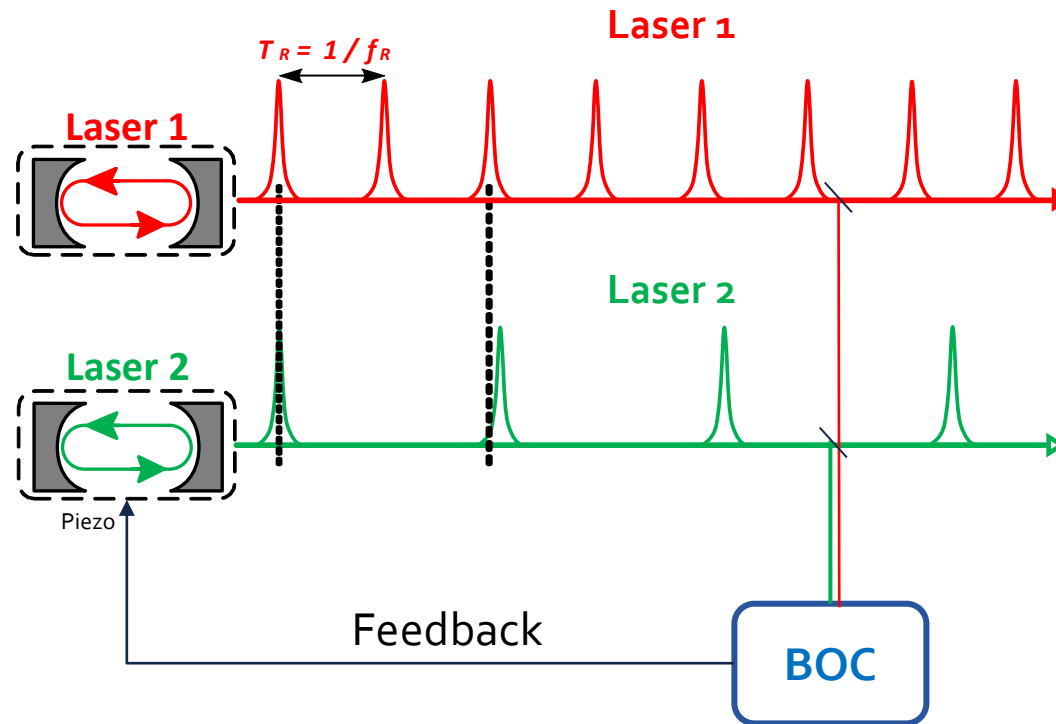 Laser 1
T R = 1 / f R
Laser 1
Laser 2
Laser 2
Piezo
Feedback
BOC